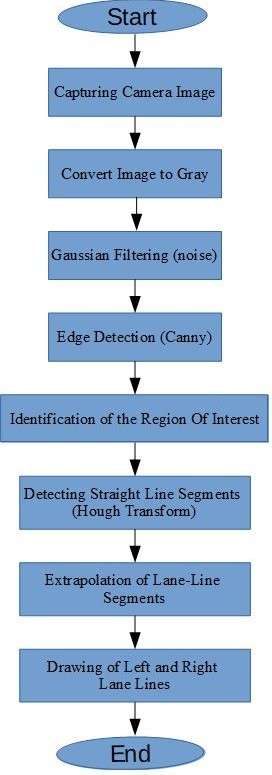 Start
Capturing Camera Image
Convert Image to Gray
Gaussian Filtering (noise)
Edge Detection (Canny)
Identification of the Region Of Interest
Detecting Straight Line Segments
(Hough Transform)
Extrapolation of Lane-Line
Segments
Drawing of Left and Right
Lane Lines
End